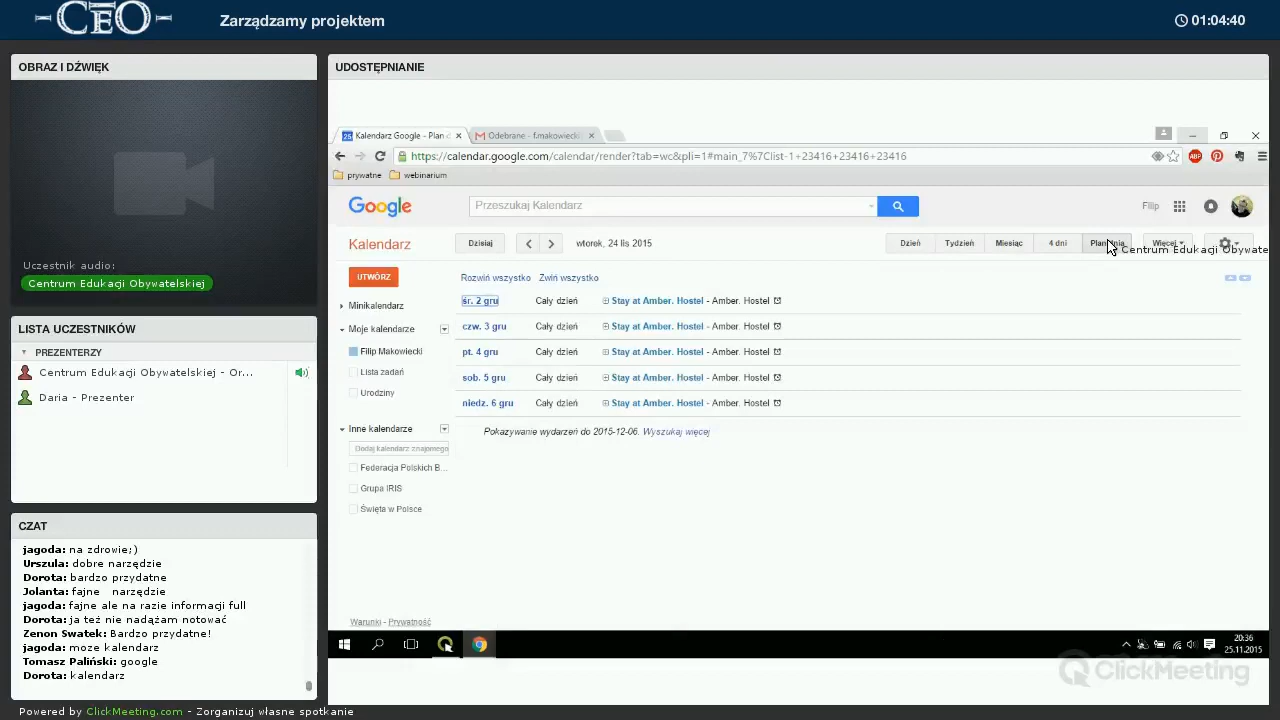 CEO
Zarządzamy projektem
01:04:40
OBRAZ I DŹWIĘK
Uczestnik audio:
Centrum Edukacji Obywatelskiej
LISTA UCZESTNIKÓW
PREZENTERZY
Centrum Edukacji Obywatelskiej - Or...
Daria - Prezenter
CZAT
jagoda: na zdrowie;)
Urszula: dobre narzędzie
Dorota: bardzo przydatne
Jolanta: fajne narzędzie
jagoda: fajne ale na razie informacji full
Dorota: ja też nie nadążam notować
Zenon Swatek: Bardzo przydatne!
jagoda: moze kalendarz
Tomasz Paliński: google
Dorota: kalendarz
UDOSTĘPNIANIE
Kalendarz Google - Plan
Odebrane - f.makowiecki
https://calendar.google.com/calendar/render?tab=wc&pli=1#main_7%7Clist-1+23416+23416+23416
ABP
prywatne webinarium
Google
Przeszukaj Kalendarz
Filip
Kalendarz
Dzisiaj
wtorek, 24 lis 2015
Dzień Tydzień Miesiąc 4 dni Plan dnia Więcej
Centrum Edukacji Obywate
UTWÓRZ
Rozwiń wszystko Zwiń wszystko
Minikalendarz
Moje kalendarze
Filip Makowiecki
Lista zadań
Urodziny
Inne kalendarze
Dodaj kalendarz znajomego
Federacja Polskich B...
Grupa IRIS
Święta w Polsce
śr. 2 gru Cały dzień Stay at Amber. Hostel - Amber. Hostel
czw. 3 gru Cały dzień Stay at Amber. Hostel - Amber. Hostel
pt. 4 gru Cały dzień Stay at Amber. Hostel - Amber. Hostel
sob. 5 gru Cały dzień Stay at Amber. Hostel - Amber. Hostel
niedz. 6 gru Cały dzień Stay at Amber. Hostel - Amber. Hostel
Pokazywanie wydarzeń do 2015-12-06. Wyszukaj więcej
Warunki - Prywatność
20:36
25.11.2015
ClickMeeting
Powered by ClickMeeting.com - Zorganizuj własne spotkanie